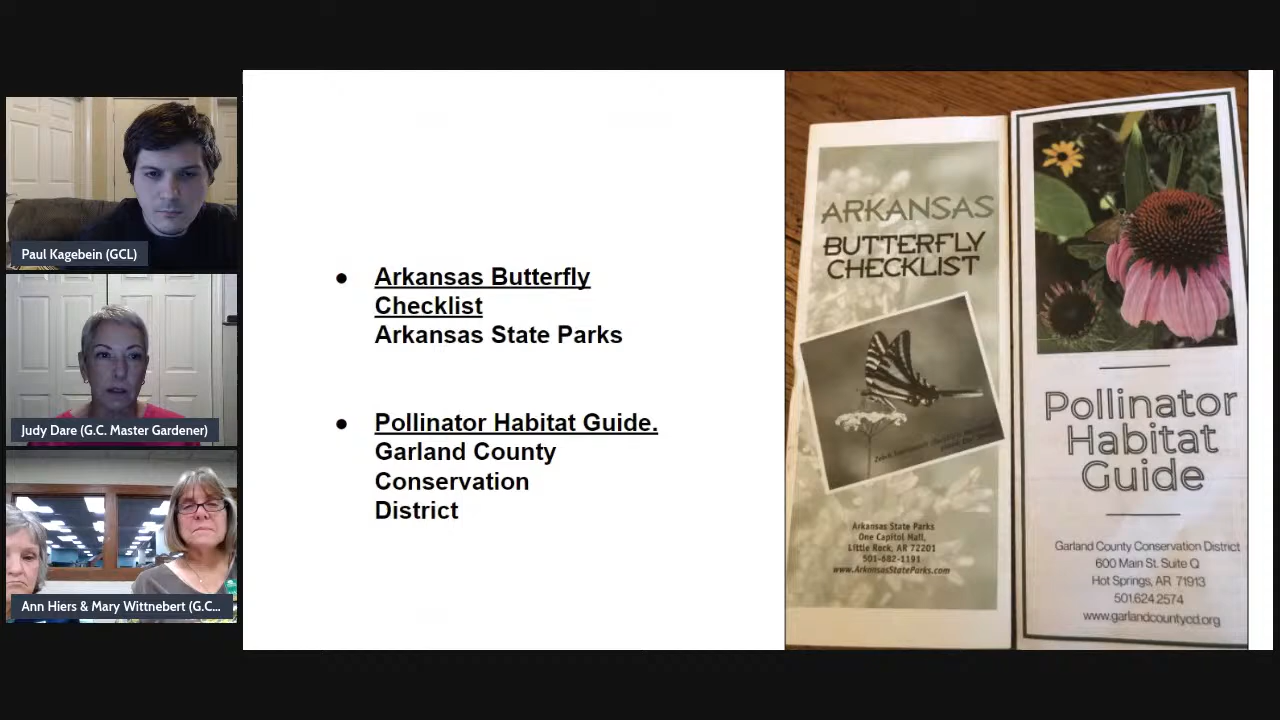 Paul Kagebein (GCL)
Judy Dare (G.C. Master Gardener)
Ann Hiers & Mary Wittnebert (G.C...
● Arkansas Butterfly
Checklist
Arkansas State Parks
● Pollinator Habitat Guide.
Garland County
Conservation
District
ARKANSAS
BUTTERFLY
CHECKLIST
Arkansas State Parks
One Capitol Mall,
Little Rock, AR 72201
501-682-1191
www.ArkansasStateParks.com
Pollinator
Habitat
Guide
Garland County Conservation District
600 Main St. Suite Q
Hot Springs, AR 71913
501.624.2574
www.garlandcountycd.org